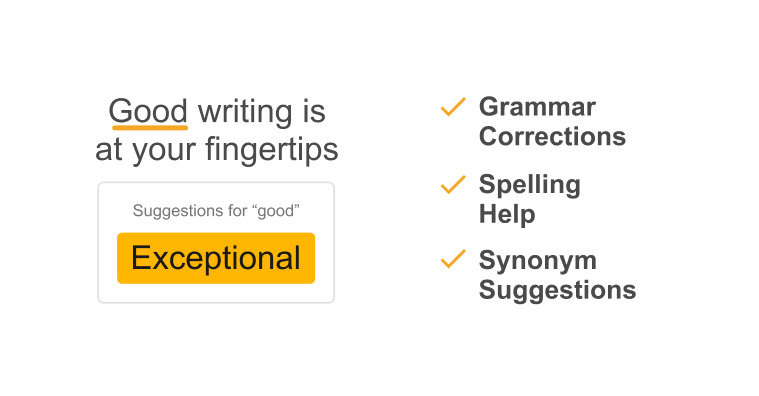 Good writing is
at your fingertips
Suggestions for “good”
Exceptional
Grammar
Corrections
Spelling
Help
Synonym
Suggestions